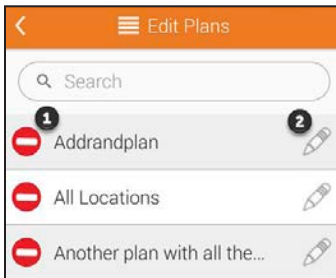 Edit Plans
Search
1
2
Addrandplan
All Locations
Another plan with all the...